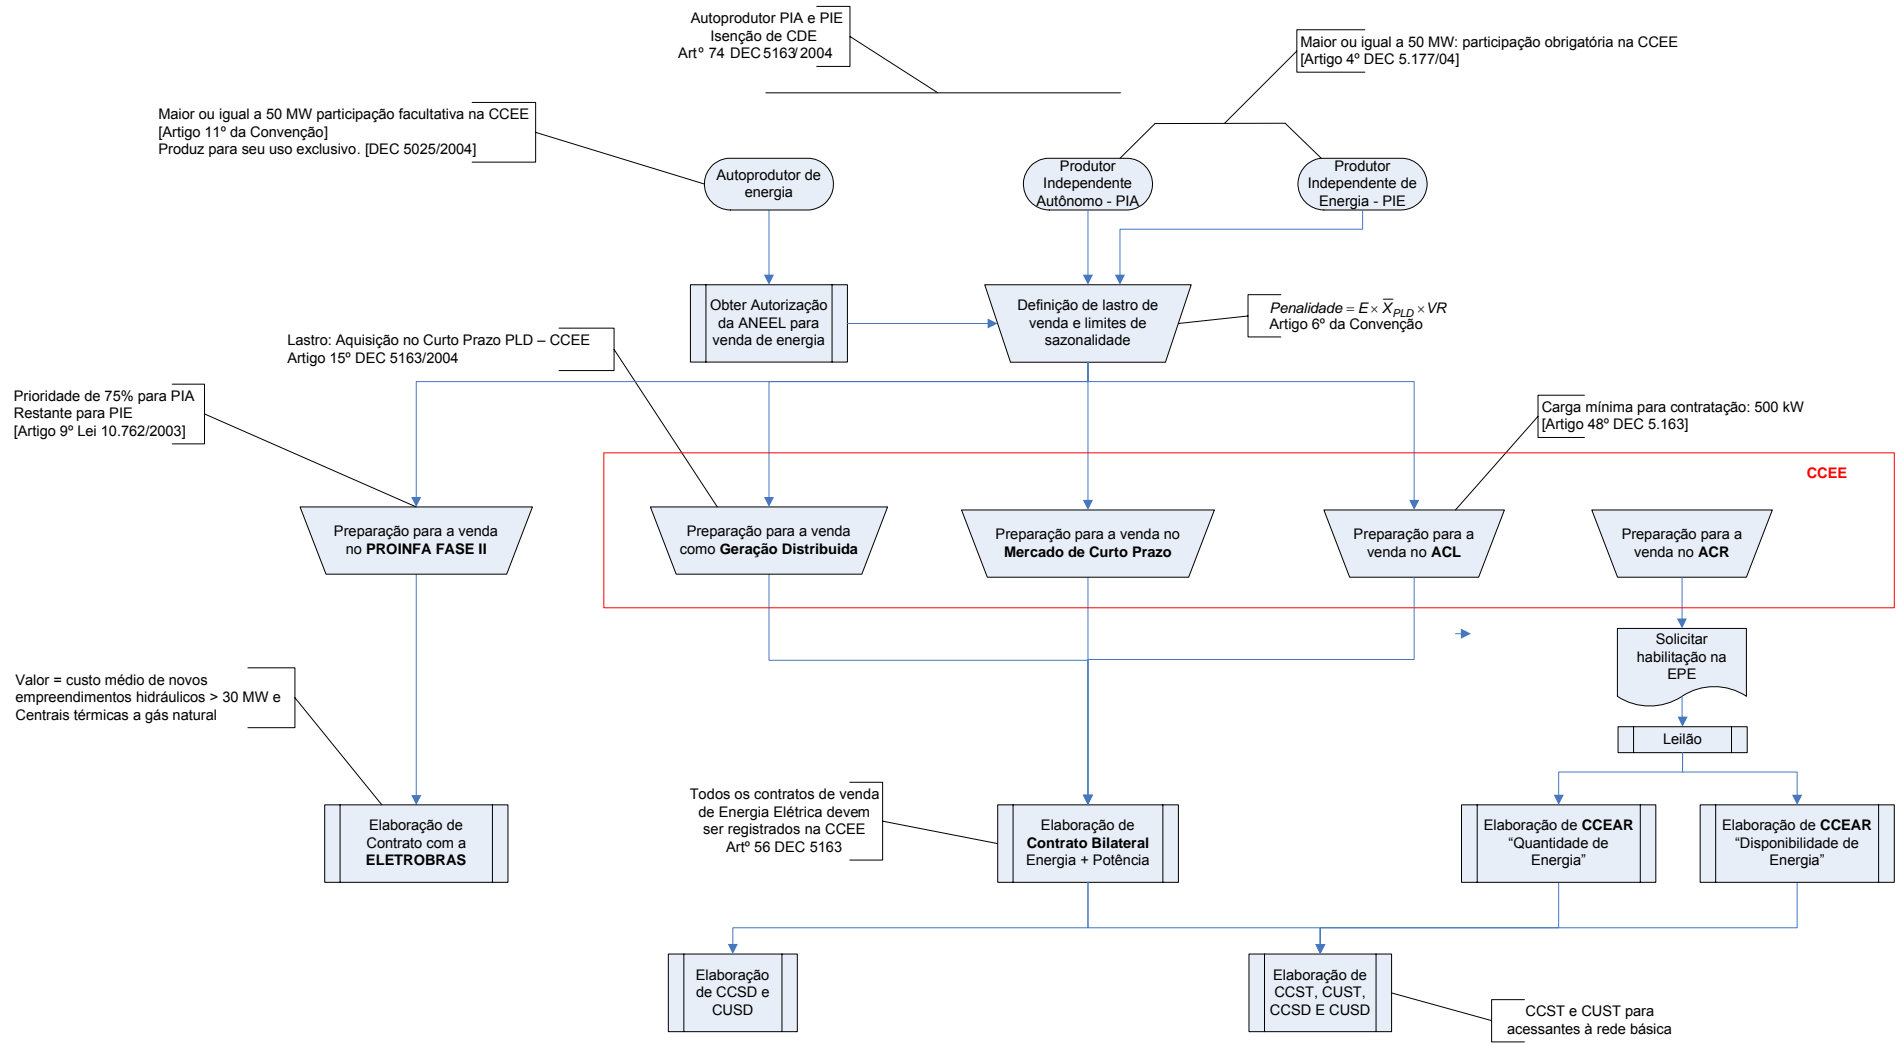 Autoprodutor PIA e PIE
Isenção de CDE
Artº 74 DEC 5163/2004
Maior ou igual a 50 MW: participação obrigatória na CCEE
[Artigo 4º DEC 5.177/04]
Maior ou igual a 50 MW participação facultativa na CCEE
[Artigo 11º da Convenção]
Produz para seu uso exclusivo. [DEC 5025/2004]
Autoprodutor de
energia
Produtor
Independente
Autônomo - PIA
Produtor
Independente de
Energia - PIE
Obter Autorização
da ANEEL para
venda de energia
Definição de lastro de
venda e limites de
sazonalidade
Penalidade = E × X̅_PLD × VR
Artigo 6º da Convenção
Lastro: Aquisição no Curto Prazo PLD – CCEE
Artigo 15º DEC 5163/2004
Prioridade de 75% para PIA
Restante para PIE
[Artigo 9º Lei 10.762/2003]
Carga mínima para contratação: 500 kW
[Artigo 48º DEC 5.163]
CCEE
Preparação para a venda
no PROINFA FASE II
Preparação para a venda
como Geração Distribuida
Preparação para a venda no
Mercado de Curto Prazo
Preparação para a
venda no ACL
Preparação para a
venda no ACR
Solicitar
habilitação na
EPE
Leilão
Valor = custo médio de novos
empreendimentos hidráulicos > 30 MW e
Centrais térmicas a gás natural
Todos os contratos de venda
de Energia Elétrica devem
ser registrados na CCEE
Artº 56 DEC 5163
Elaboração de
Contrato com a
ELETROBRAS
Elaboração de
Contrato Bilateral
Energia + Potência
Elaboração de CCEAR
“Quantidade de
Energia”
Elaboração de CCEAR
“Disponibilidade de
Energia”
Elaboração
de CCSD e
CUSD
Elaboração de
CCST, CUST,
CCSD E CUSD
CCST e CUST para
acessantes à rede básica